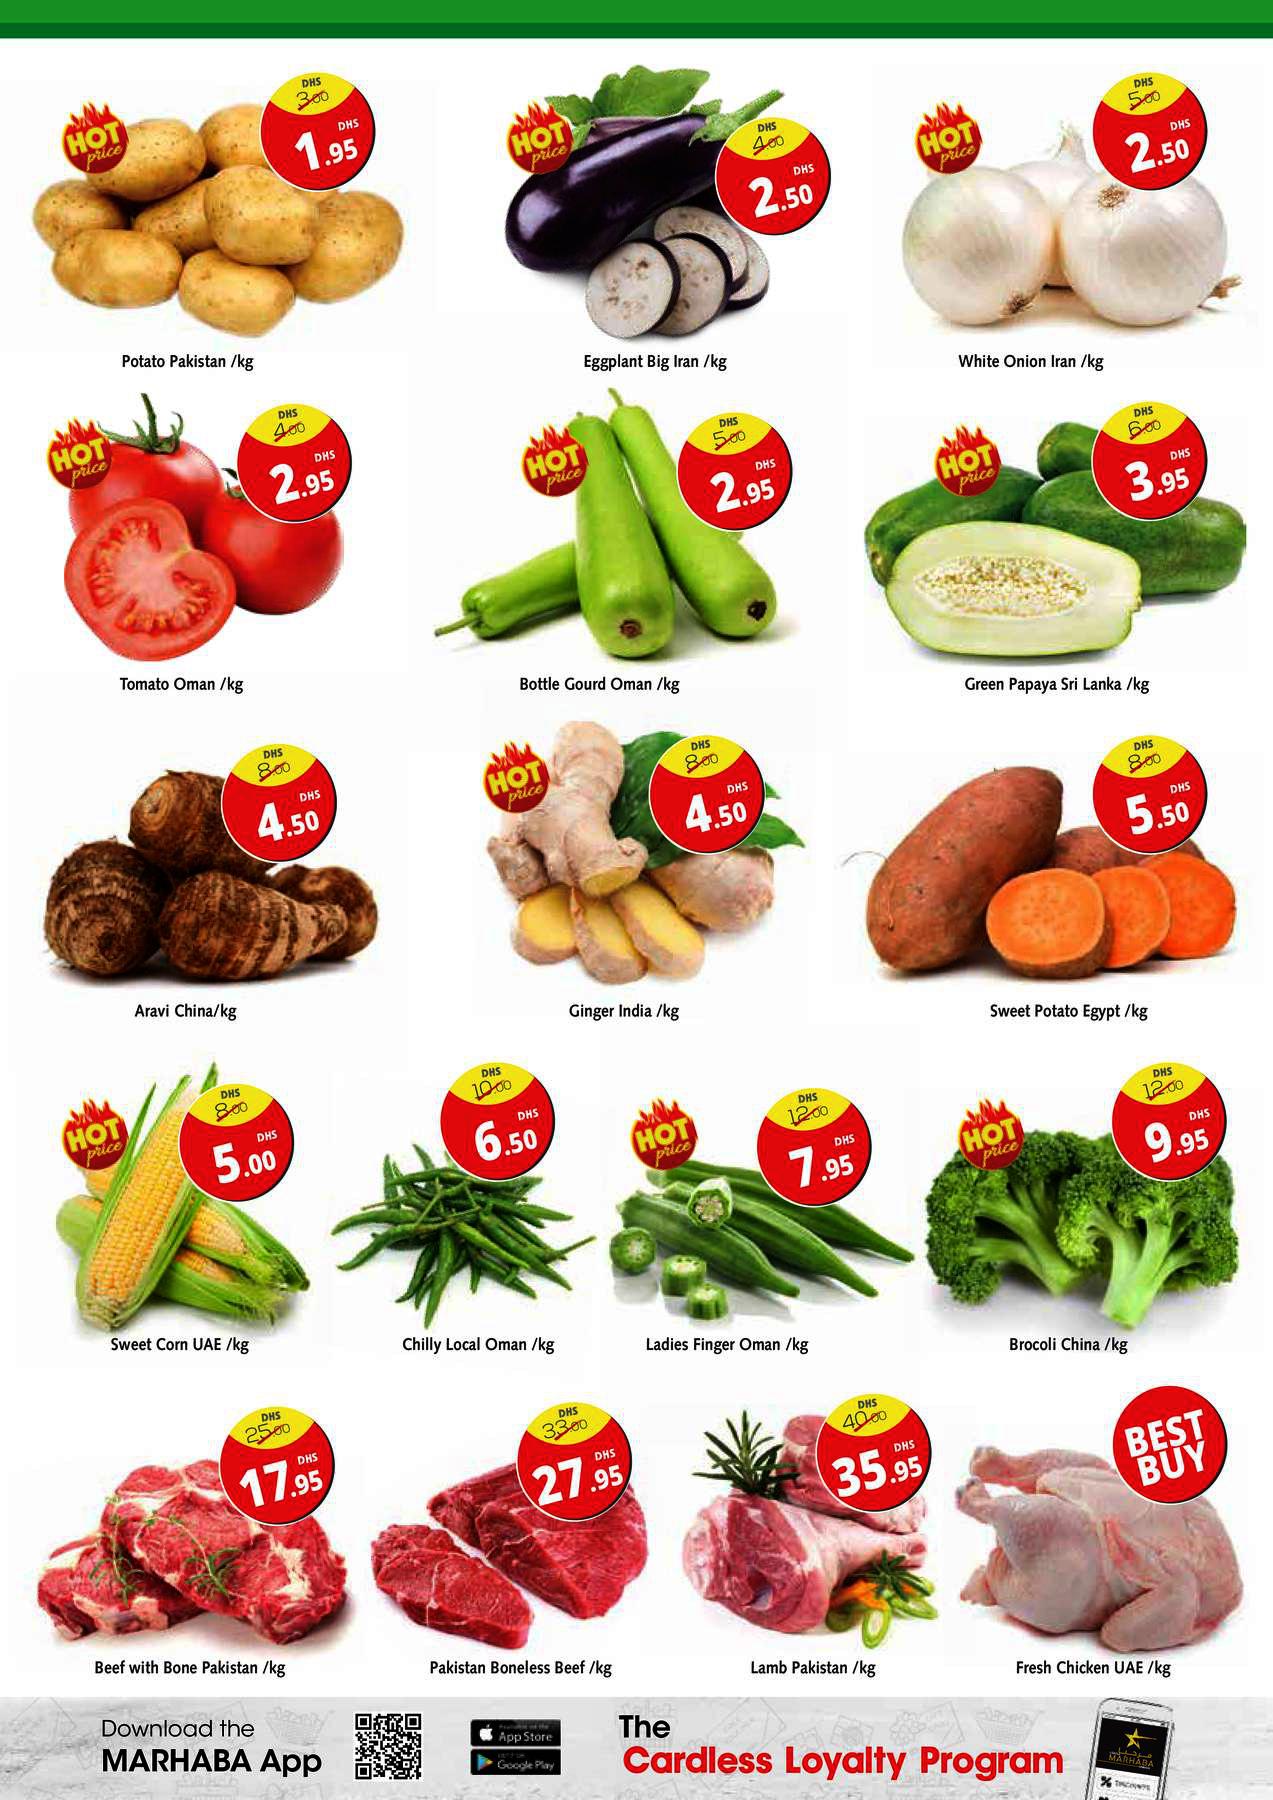 HOT
price
DHS
3.00
DHS
1.95
Potato Pakistan /kg
HOT
price
DHS
4.00
DHS
2.50
Eggplant Big Iran /kg
HOT
price
DHS
5.00
DHS
2.50
White Onion Iran /kg
HOT
price
DHS
4.00
DHS
2.95
Tomato Oman /kg
HOT
price
DHS
5.00
DHS
2.95
Bottle Gourd Oman /kg
HOT
price
DHS
6.00
DHS
3.95
Green Papaya Sri Lanka /kg
DHS
8.00
DHS
4.50
Aravi China/kg
HOT
price
DHS
8.00
DHS
4.50
Ginger India /kg
DHS
8.00
DHS
5.50
Sweet Potato Egypt /kg
HOT
price
DHS
8.00
DHS
5.00
Sweet Corn UAE /kg
DHS
10.00
DHS
6.50
Chilly Local Oman /kg
HOT
price
DHS
12.00
DHS
7.95
Ladies Finger Oman /kg
HOT
price
DHS
12.00
DHS
9.95
Brocoli China /kg
DHS
25.00
DHS
17.95
Beef with Bone Pakistan /kg
DHS
33.00
DHS
27.95
Pakistan Boneless Beef /kg
DHS
40.00
DHS
35.95
Lamb Pakistan /kg
BEST
BUY
Fresh Chicken UAE /kg
Download the
MARHABA App
Available on the
App Store
GET IT ON
Google Play
The
Cardless Loyalty Program
مرحبا
MARHABA
% DISCOUNTS